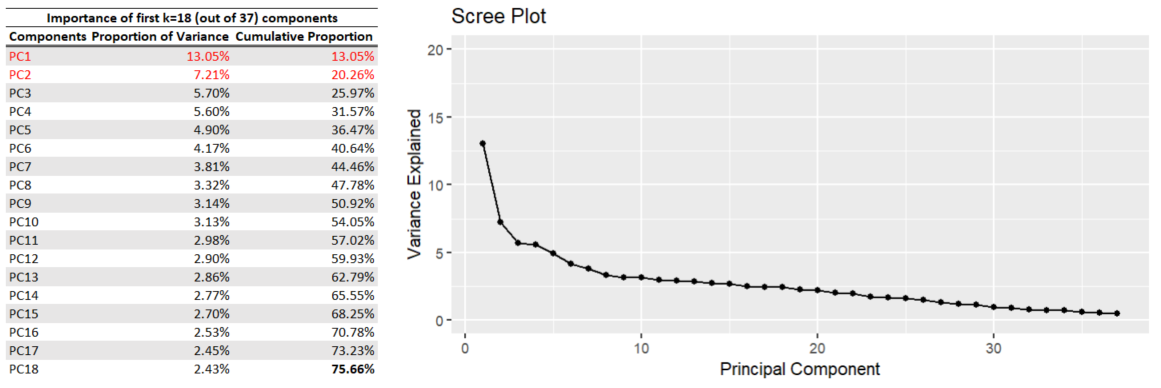 Importance of first k=18 (out of 37) components
Components Proportion of Variance Cumulative Proportion
PC1 13.05% 13.05%
PC2 7.21% 20.26%
PC3 5.70% 25.97%
PC4 5.60% 31.57%
PC5 4.90% 36.47%
PC6 4.17% 40.64%
PC7 3.81% 44.46%
PC8 3.32% 47.78%
PC9 3.14% 50.92%
PC10 3.13% 54.05%
PC11 2.98% 57.02%
PC12 2.90% 59.93%
PC13 2.86% 62.79%
PC14 2.77% 65.55%
PC15 2.70% 68.25%
PC16 2.53% 70.78%
PC17 2.45% 73.23%
PC18 2.43% 75.66%
Scree Plot
Variance Explained
20
15
10
5
0
0 10 20 30
Principal Component